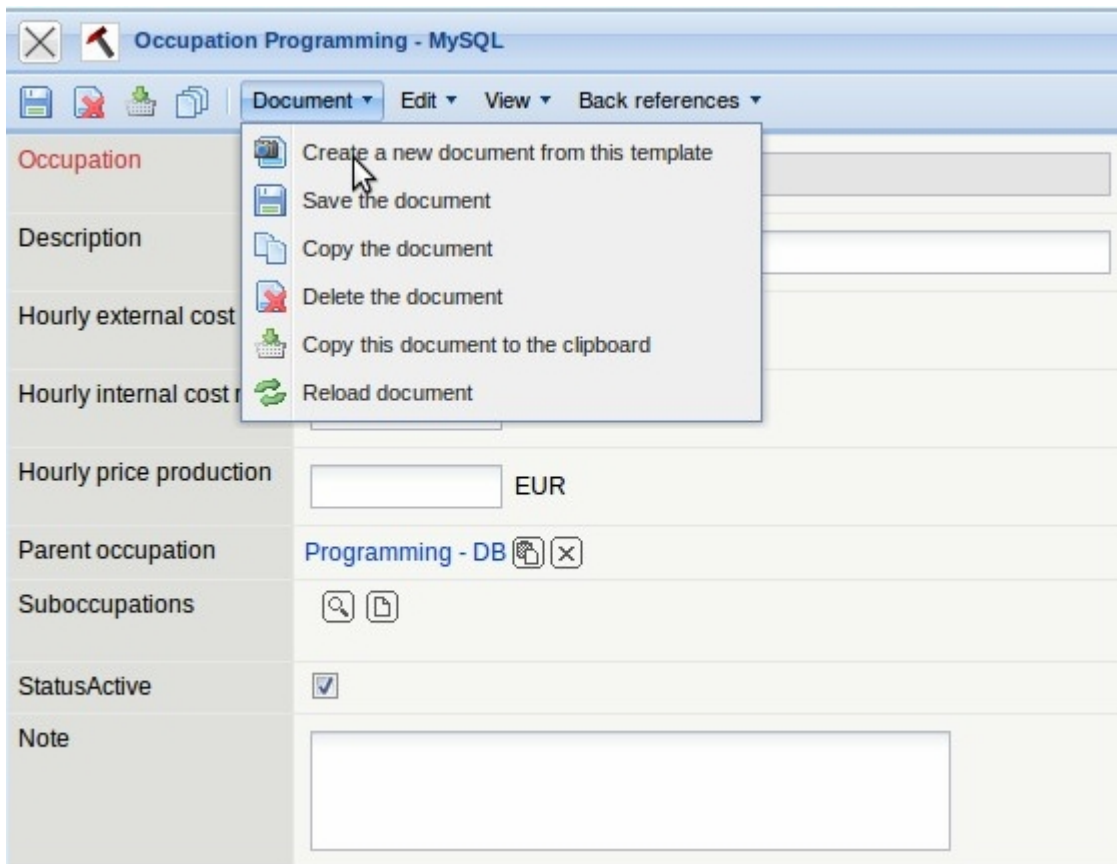 Occupation Programming - MySQL
Document Edit View Back references
Occupation
Create a new document from this template
Save the document
Description
Copy the document
Delete the document
Hourly external cost
Copy this document to the clipboard
Hourly internal cost
Reload document
Hourly price production
EUR
Parent occupation
Programming - DB
Suboccupations
StatusActive
Note